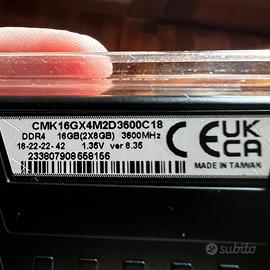 CMK16GX4M2D3600C18
DDR4 16GB(2X8GB) 3600MHz
18-22-22-42 1.35V ver 8.35
233807908658156
CE UK CA
MADE IN TAIWAN
subito